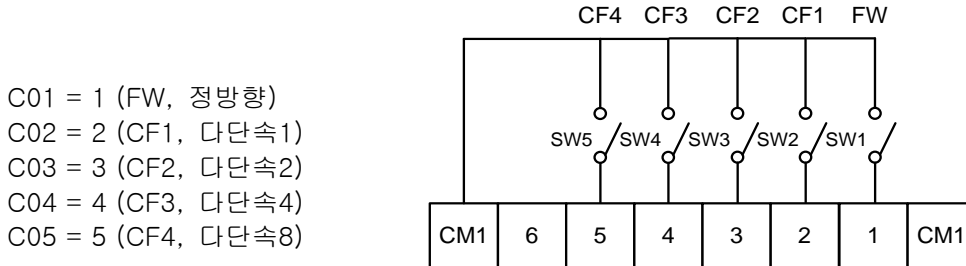 CF4 CF3 CF2 CF1 FW
C01 = 1 (FW, 정방향)
C02 = 2 (CF1, 다단속1)
C03 = 3 (CF2, 다단속2)
C04 = 4 (CF3, 다단속4)
C05 = 5 (CF4, 다단속8)
SW5 SW4 SW3 SW2 SW1
CM1 6 5 4 3 2 1 CM1